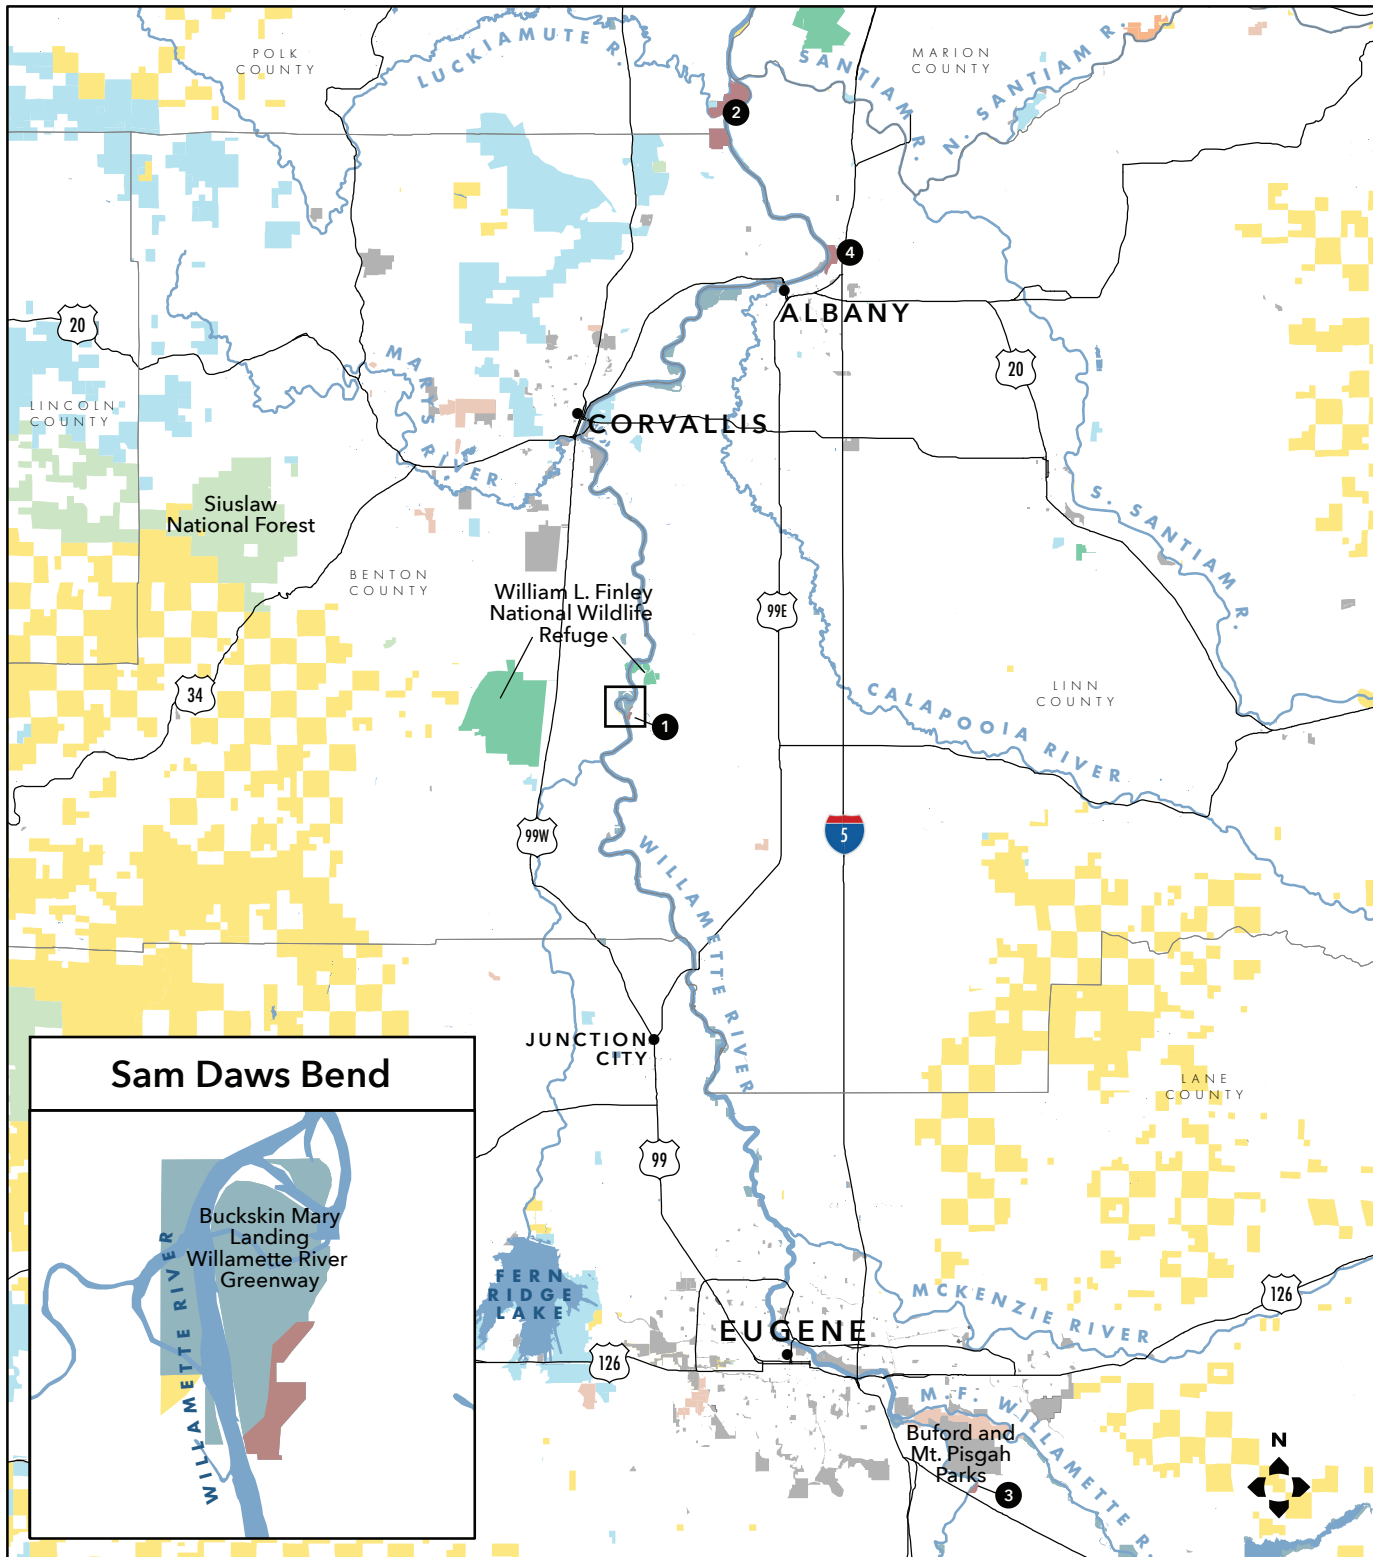 POLK
COUNTY
LUCKIAMUTE R.
SANTIAM R.
MARION
COUNTY
N. SANTIAM R.
2
4
ALBANY
20
20
MARYS RIVER
LINCOLN
COUNTY
CORVALLIS
Siuslaw
National Forest
S. SANTIAM R.
BENTON
COUNTY
William L. Finley
National Wildlife
Refuge
99E
34
LINN
COUNTY
CALAPOOIA RIVER
1
99W
5
WILLAMETTE RIVER
JUNCTION
CITY
LANE
COUNTY
99
Sam Daws Bend
Buckskin Mary
Landing
Willamette River
Greenway
WILLAMETTE RIVER
FERN
RIDGE
LAKE
MCKENZIE RIVER
126
EUGENE
126
M.F. WILLAMETTE R.
Buford and
Mt. Pisgah
Parks
3
N